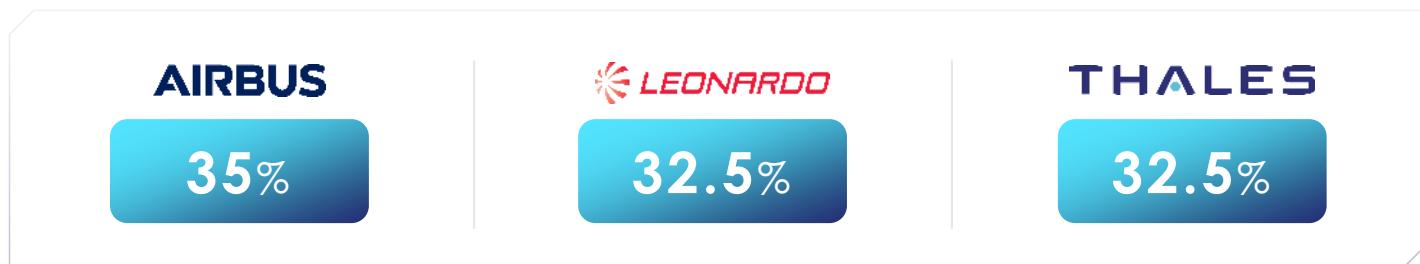 AIRBUS
LEONARDO
THALES
35%
32.5%
32.5%